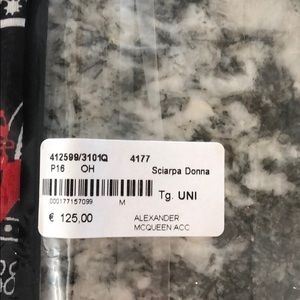 412599/3101Q 4177
P16 OH Sciarpa Donna
Tg. UNI
000177157099 M
€ 125,00 ALEXANDER
MCQUEEN ACC